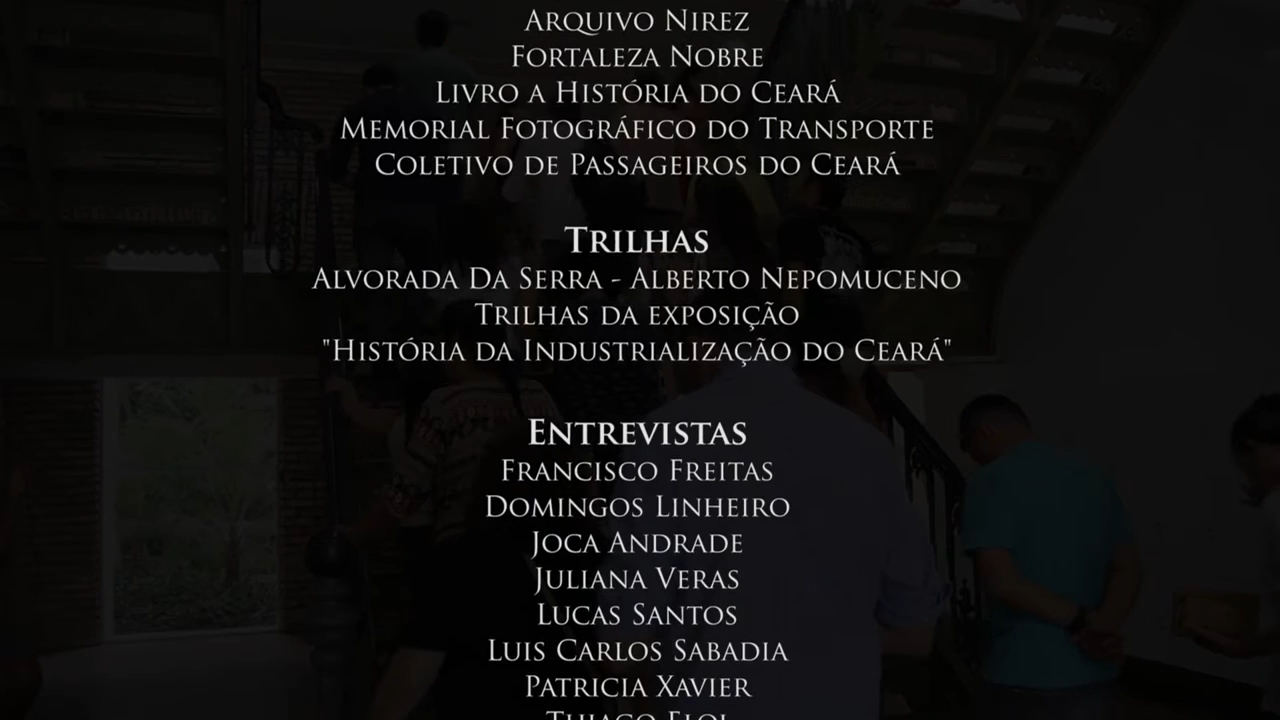 Arquivo Nirez
Fortaleza Nobre
Livro a História do Ceará
Memorial Fotográfico do Transporte
Coletivo de Passageiros do Ceará
Trilhas
Alvorada Da Serra - Alberto Nepomuceno
Trilhas da exposição
"História da Industrialização do Ceará"
Entrevistas
Francisco Freitas
Domingos Linheiro
Joca Andrade
Juliana Veras
Lucas Santos
Luis Carlos Sabadia
Patricia Xavier